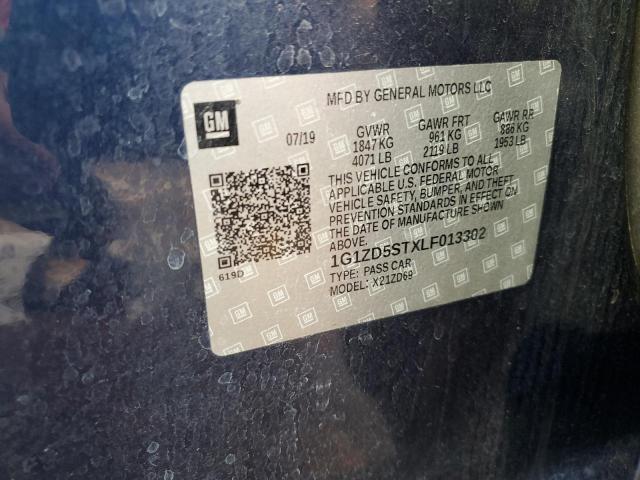 MFD BY GENERAL MOTORS LLC
GM
07/19
GVWR GAWR FRT GAWR RR
1847 KG 961 KG 886 KG
4071 LB 2119 LB 1953 LB
THIS VEHICLE CONFORMS TO ALL
APPLICABLE U.S. FEDERAL MOTOR
VEHICLE SAFETY, BUMPER, AND THEFT
PREVENTION STANDARDS IN EFFECT ON
THE DATE OF MANUFACTURE SHOWN
ABOVE.
1G1ZD5STXLF013302
619D
TYPE: PASS CAR
MODEL: X21ZD69